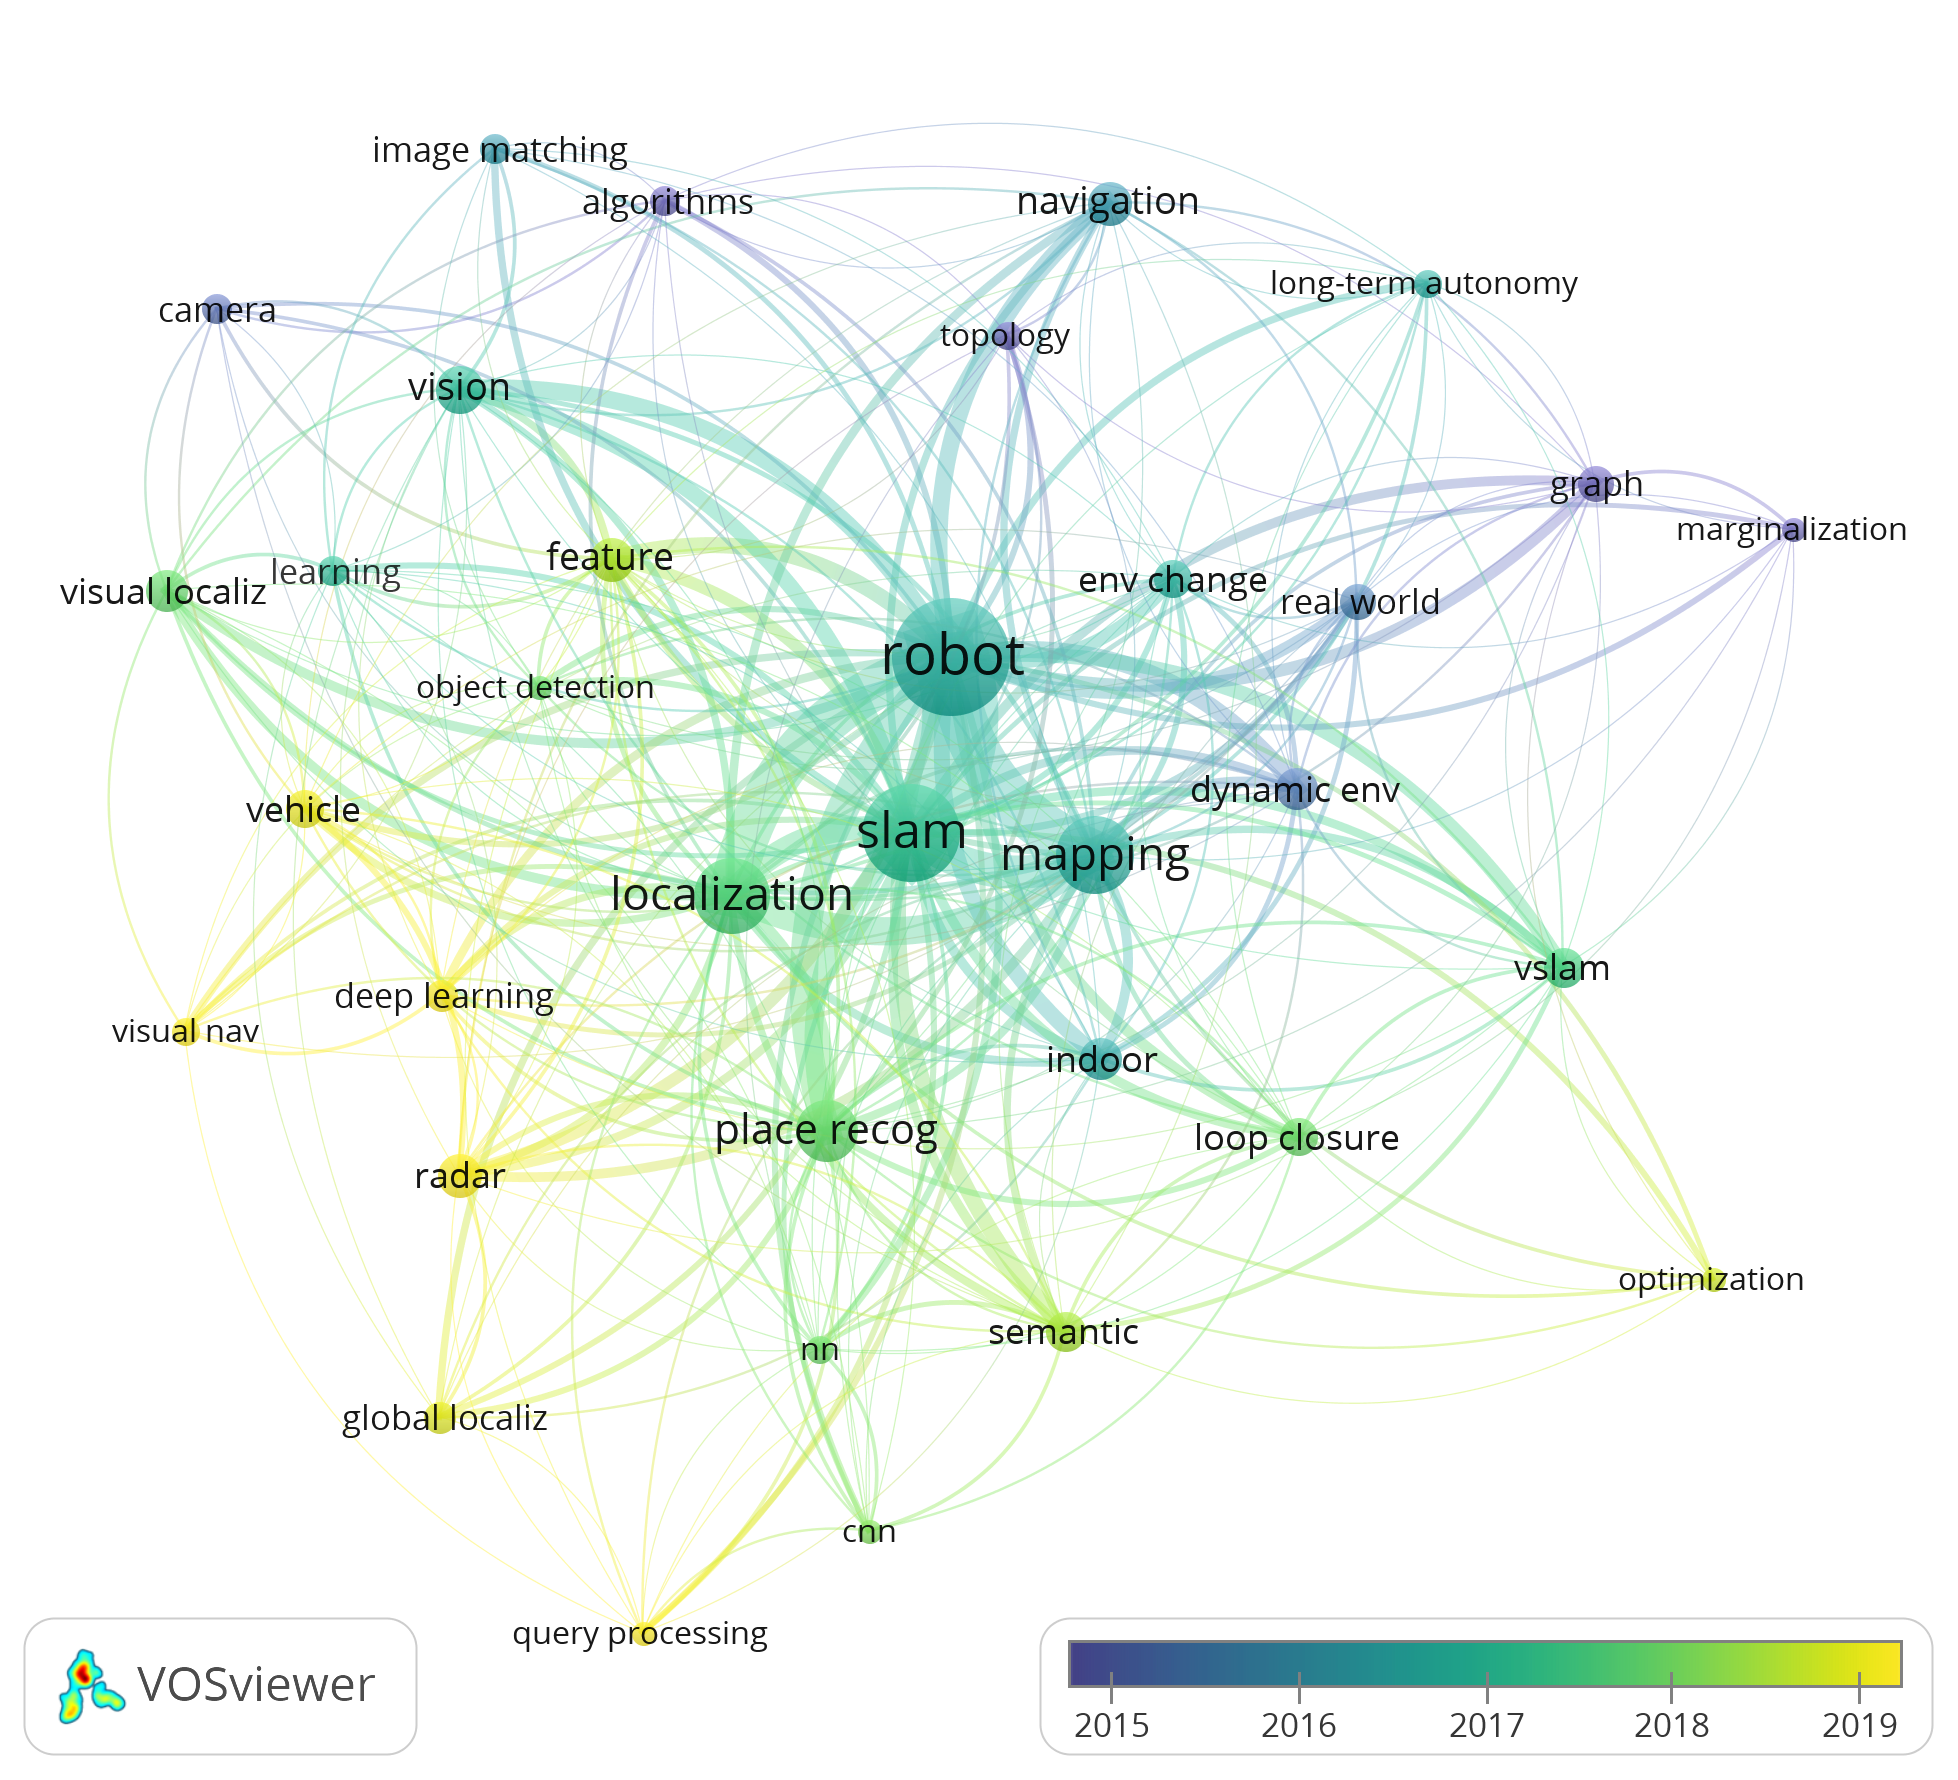 image matching
algorithms
navigation
long-term autonomy
camera
topology
vision
graph
marginalization
feature
learning
visual localiz
env change
real world
robot
object detection
vehicle
dynamic env
slam
mapping
localization
vslam
deep learning
visual nav
indoor
place recog
loop closure
radar
optimization
semantic
nn
global localiz
cnn
query processing
VOSviewer
2015 2016 2017 2018 2019